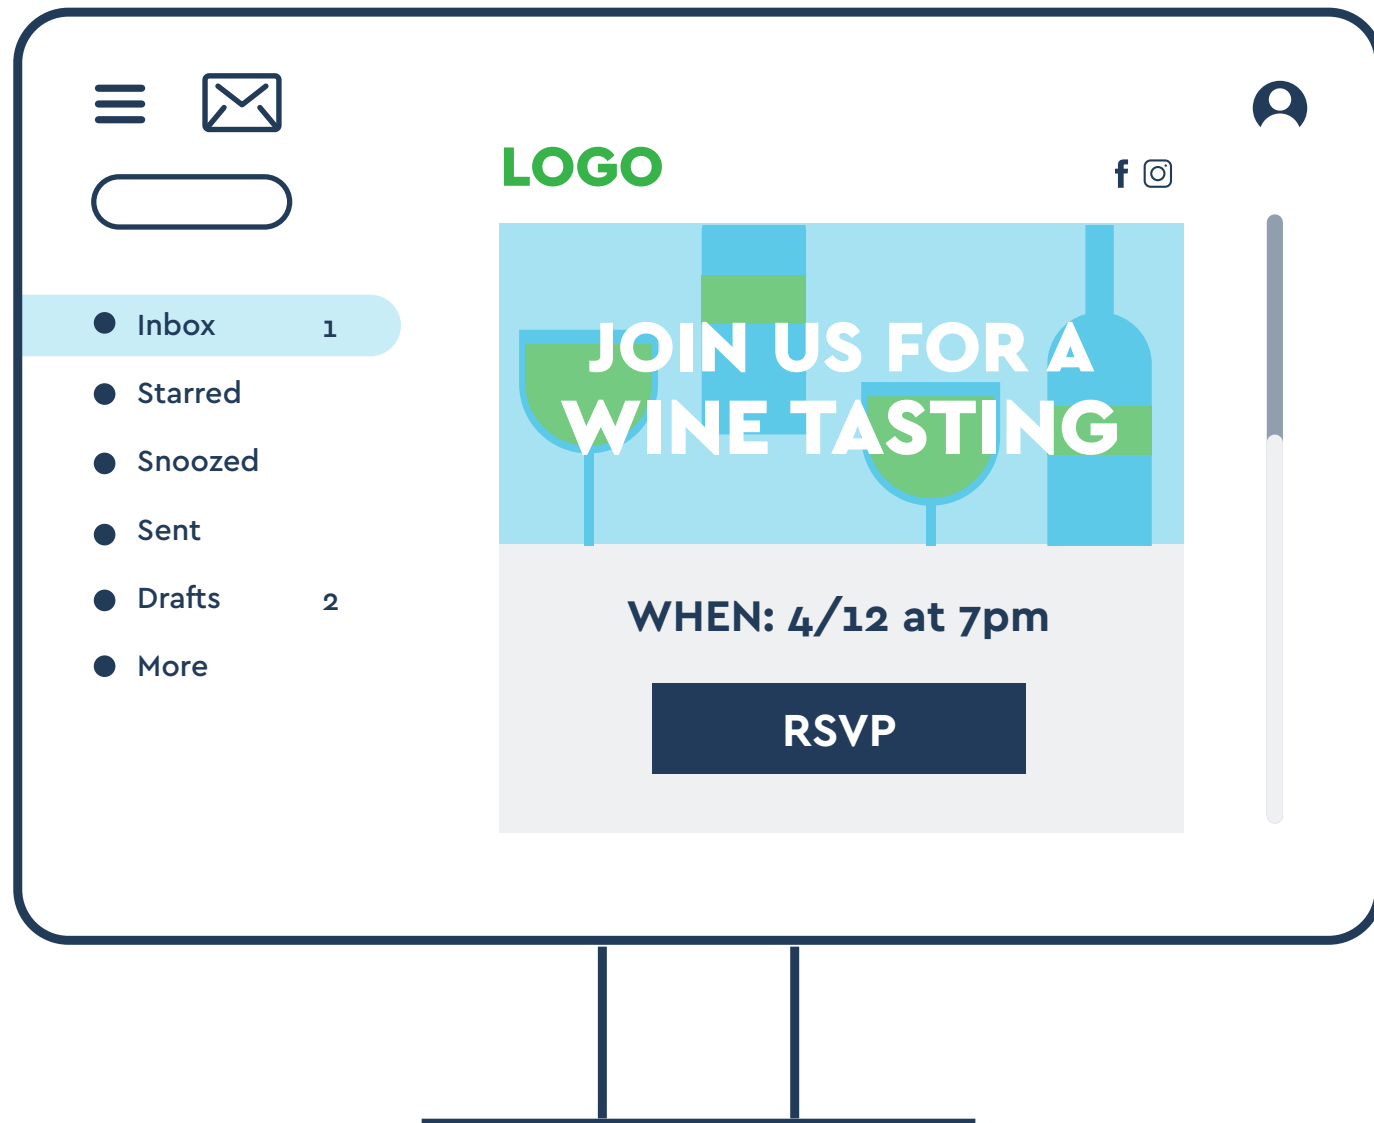 LOGO
f
Inbox 1
Starred
Snoozed
Sent
Drafts 2
More
JOIN US FOR A
WINE TASTING
WHEN: 4/12 at 7pm
RSVP